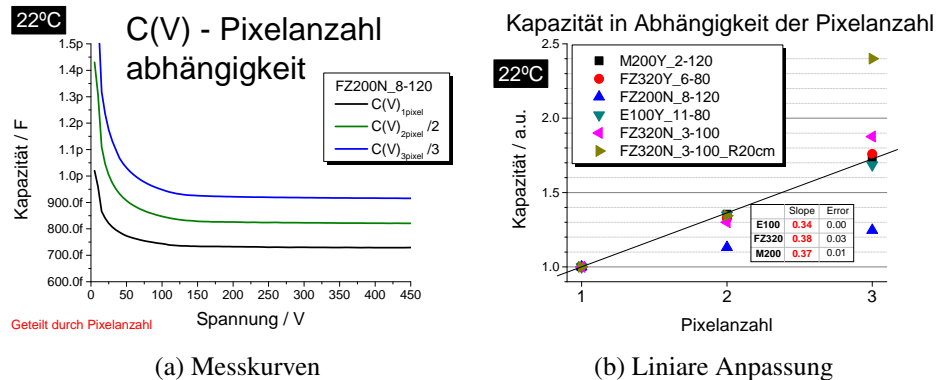 22ºC
C(V) - Pixelanzahl
abhängigkeit
1.5p
1.4p
1.3p
1.2p
1.1p
1.0p
900.0f
800.0f
700.0f
600.0f
Kapazität / F
FZ200N_8-120
C(V)1pixel
C(V)2pixel /2
C(V)3pixel /3
0 50 100 150 200 250 300 350 400 450
Spannung / V
Geteilt durch Pixelanzahl
(a) Messkurven
Kapazität in Abhängigkeit der Pixelanzahl
22ºC
2.5
2.0
1.5
1.0
Kapazität / a.u.
M200Y_2-120
FZ320Y_6-80
FZ200N_8-120
E100Y_11-80
FZ320N_3-100
FZ320N_3-100_R20cm
Slope Error
E100 0.34 0.00
FZ320 0.38 0.03
M200 0.37 0.01
1 2 3
Pixelanzahl
(b) Liniare Anpassung